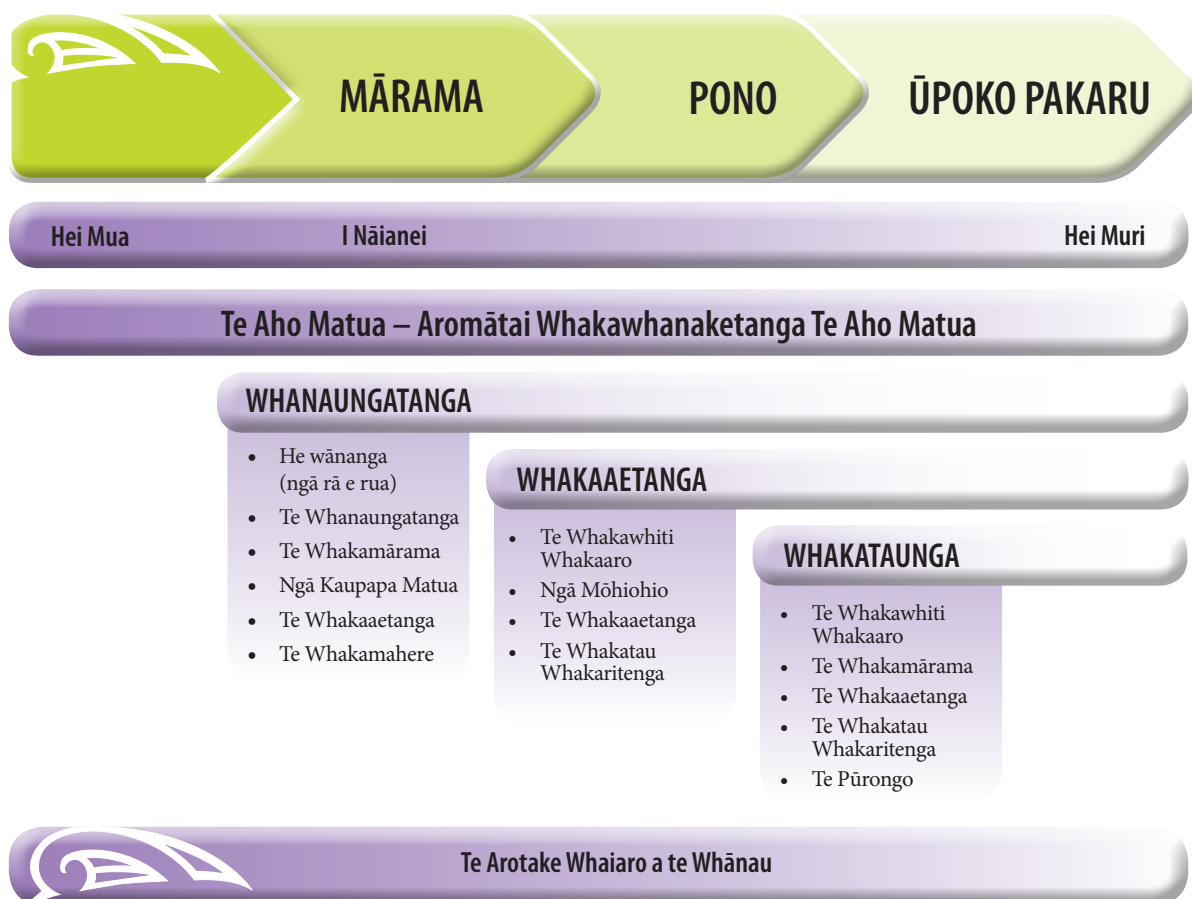 MĀRAMA
PONO
ŪPOKO PAKARU
Hei Mua
I Nāianei
Hei Muri
Te Aho Matua – Aromātai Whakawhanaketanga Te Aho Matua
WHANAUNGATANGA
• He wānanga
(ngā rā e rua)
• Te Whanaungatanga
• Te Whakamārama
• Ngā Kaupapa Matua
• Te Whakaaetanga
• Te Whakamahere
WHAKAAETANGA
• Te Whakawhiti
Whakaaro
• Ngā Mōhiohio
• Te Whakaaetanga
• Te Whakatau
Whakaritenga
WHAKATAUNGA
• Te Whakawhiti
Whakaaro
• Te Whakamārama
• Te Whakaaetanga
• Te Whakatau
Whakaritenga
• Te Pūrongo
Te Arotake Whaiaro a te Whānau